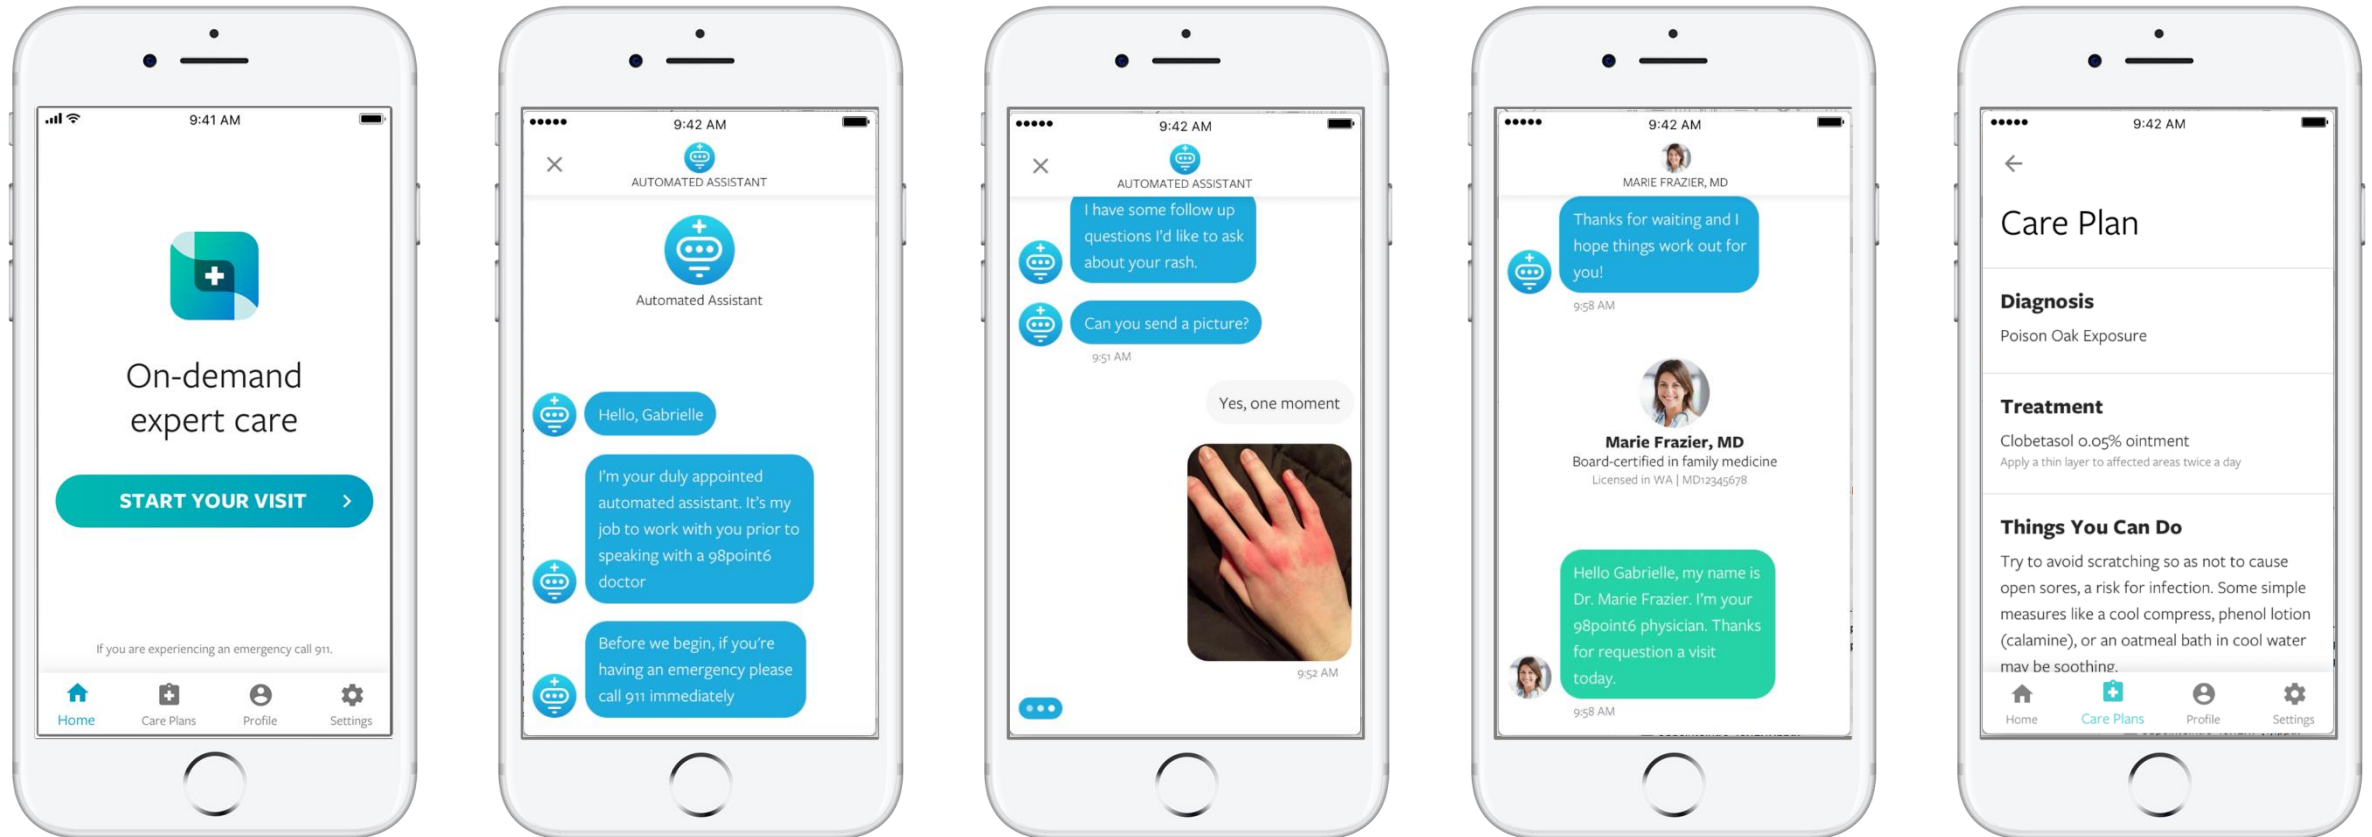 9:41 AM
On-demand
expert care
START YOUR VISIT
If you are experiencing an emergency call 911.
Home
Care Plans
Profile
Settings
9:42 AM
AUTOMATED ASSISTANT
Automated Assistant
Hello, Gabrielle
I'm your duly appointed
automated assistant. It's my
job to work with you prior to
speaking with a 98point6
doctor
Before we begin, if you're
having an emergency please
call 911 immediately
9:42 AM
AUTOMATED ASSISTANT
I have some follow up
questions I'd like to ask
about your rash.
Can you send a picture?
9:51 AM
Yes, one moment
9:52 AM
9:42 AM
MARIE FRAZIER, MD
Thanks for waiting and I
hope things work out for
you!
9:58 AM
Marie Frazier, MD
Board-certified in family medicine
Licensed in WA | MD12345678
Hello Gabrielle, my name is
Dr. Marie Frazier. I'm your
98point6 physician. Thanks
for requestion a visit
today.
9:58 AM
9:42 AM
Care Plan
Diagnosis
Poison Oak Exposure
Treatment
Clobetasol 0.05% ointment
Apply a thin layer to affected areas twice a day
Things You Can Do
Try to avoid scratching so as not to cause
open sores, a risk for infection. Some simple
measures like a cool compress, phenol lotion
(calamine), or an oatmeal bath in cool water
may be soothing.
Home
Care Plans
Profile
Settings